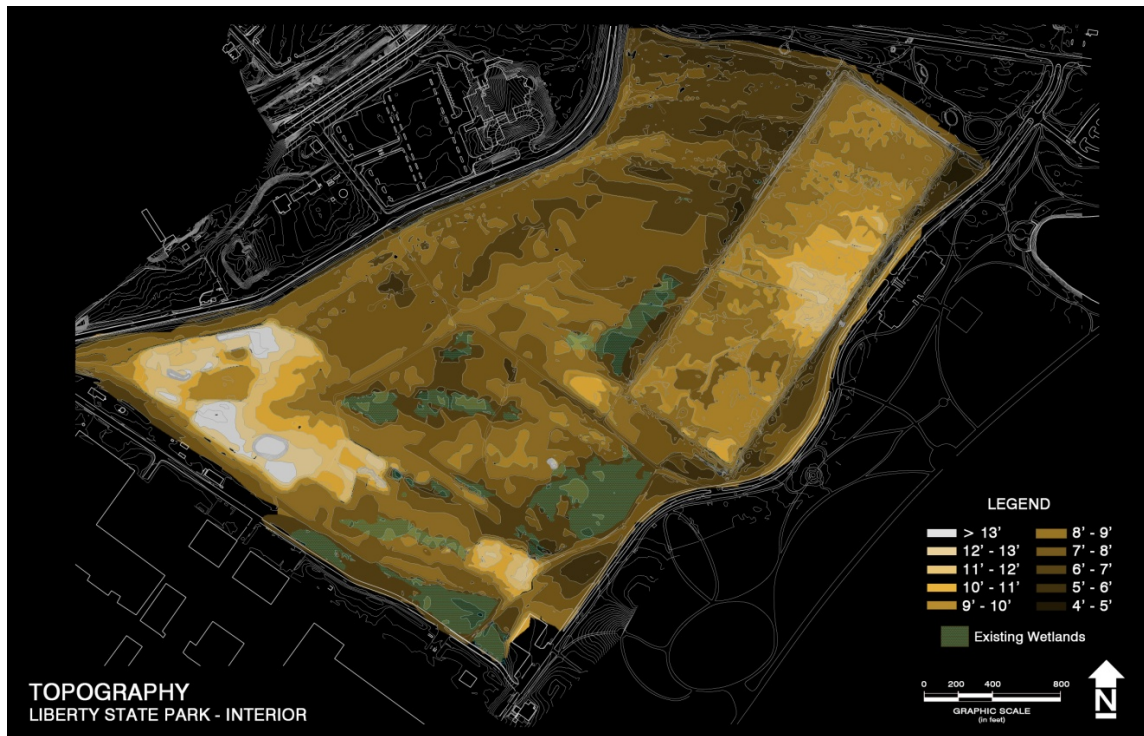 LEGEND
> 13'
12' - 13'
11' - 12'
10' - 11'
9' - 10'
8' - 9'
7' - 8'
6' - 7'
5' - 6'
4' - 5'
Existing Wetlands
0 200 400 800
GRAPHIC SCALE
(in feet)
N
TOPOGRAPHY
LIBERTY STATE PARK - INTERIOR